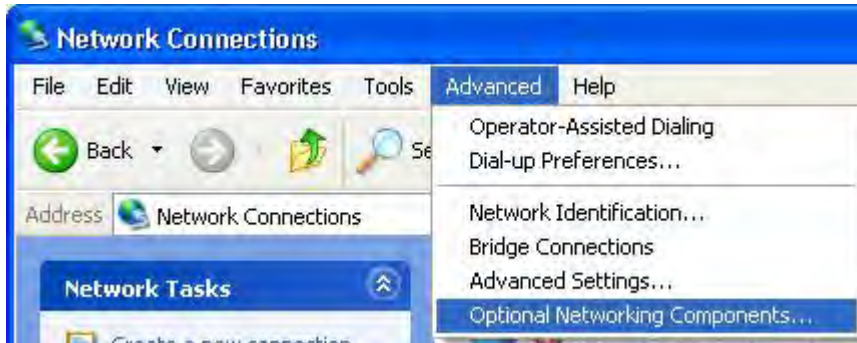 Network Connections
File Edit View Favorites Tools Advanced Help
Back
Operator-Assisted Dialing
Dial-up Preferences...
Address Network Connections
Network Identification...
Bridge Connections
Advanced Settings...
Optional Networking Components...
Network Tasks